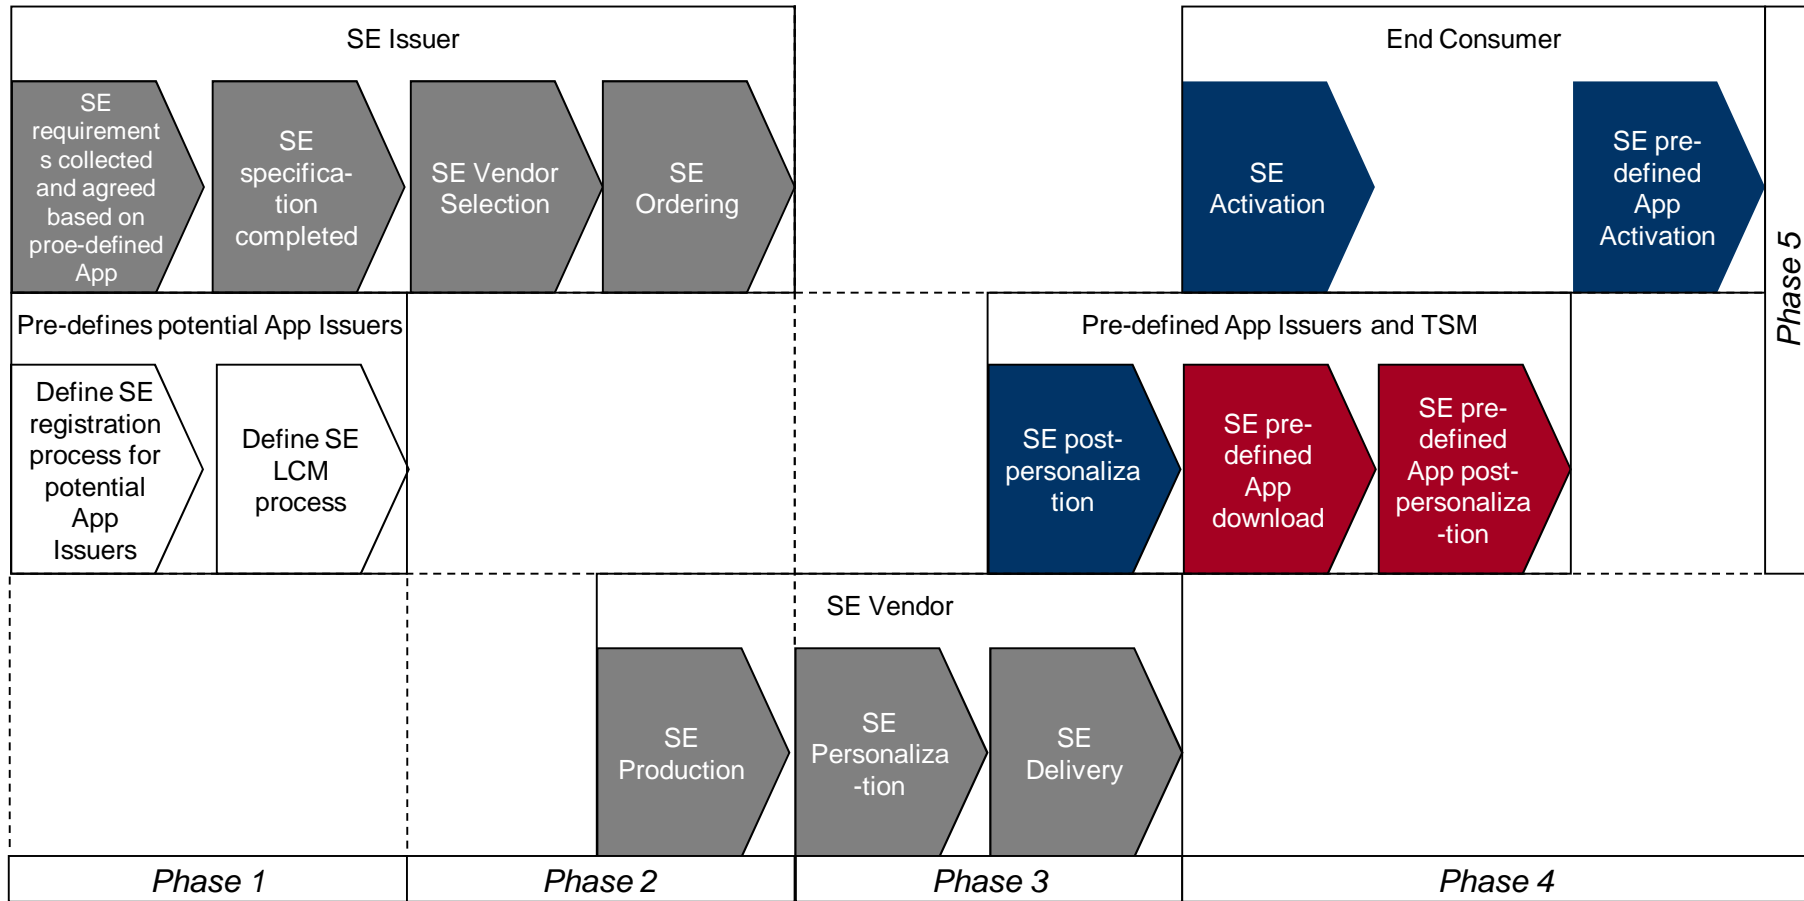 SE Issuer
SE
requirement
s collected
and agreed
based on
proe-defined
App
SE
specifica-
tion
completed
SE Vendor
Selection
SE
Ordering
End Consumer
SE
Activation
SE pre-
defined
App
Activation
Phase 5
Pre-defines potential App Issuers
Define SE
registration
process for
potential
App
Issuers
Define SE
LCM
process
Pre-defined App Issuers and TSM
SE post-
personaliza
tion
SE pre-
defined
App
download
SE pre-
defined
App post-
personaliza
-tion
SE Vendor
SE
Production
SE
Personaliza
-tion
SE
Delivery
Phase 1
Phase 2
Phase 3
Phase 4